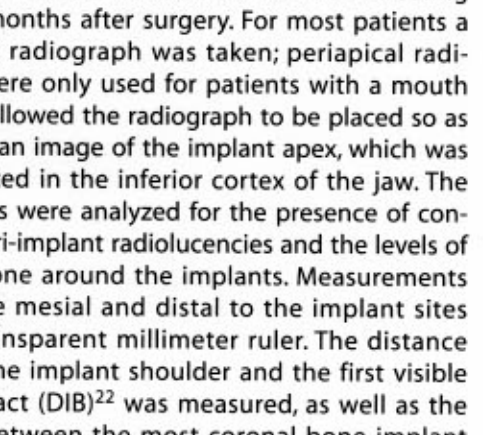 months after surgery. For most patients a
radiograph was taken; periapical radi-
ere only used for patients with a mouth
llowed the radiograph to be placed so as
an image of the implant apex, which was
ed in the inferior cortex of the jaw. The
s were analyzed for the presence of con-
ri-implant radiolucencies and the levels of
one around the implants. Measurements
e mesial and distal to the implant sites
nsparent millimeter ruler. The distance
he implant shoulder and the first visible
act (DIB)22 was measured, as well as the
between the most coronal bone-implant